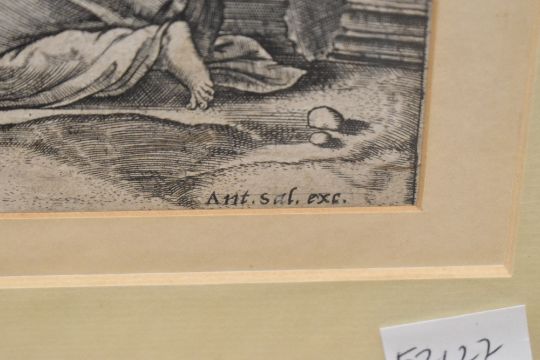 Ant. Sal. exc.